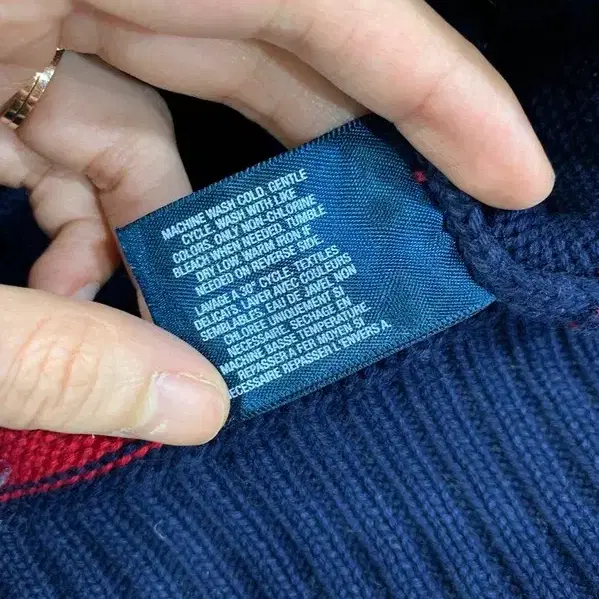 MACHINE WASH COLD, GENTLE
CYCLE, WASH WITH LIKE
COLORS, ONLY NON-CHLORINE
BLEACH WHEN NEEDED, TUMBLE
DRY LOW, WARM IRON IF
NEEDED ON REVERSE SIDE.
LAVAGE A 30° CYCLE TEXTILES
DELICATS, LAVER AVEC COULEURS
SEMBLABLES, EAU DE JAVEL NON
CHLOREE UNIQUEMENT SI
NECESSAIRE, SECHAGE EN
MACHINE BASSE TEMPERATURE,
REPASSER A FER MOYEN SI
NECESSAIRE REPASSER L'ENVERS A.